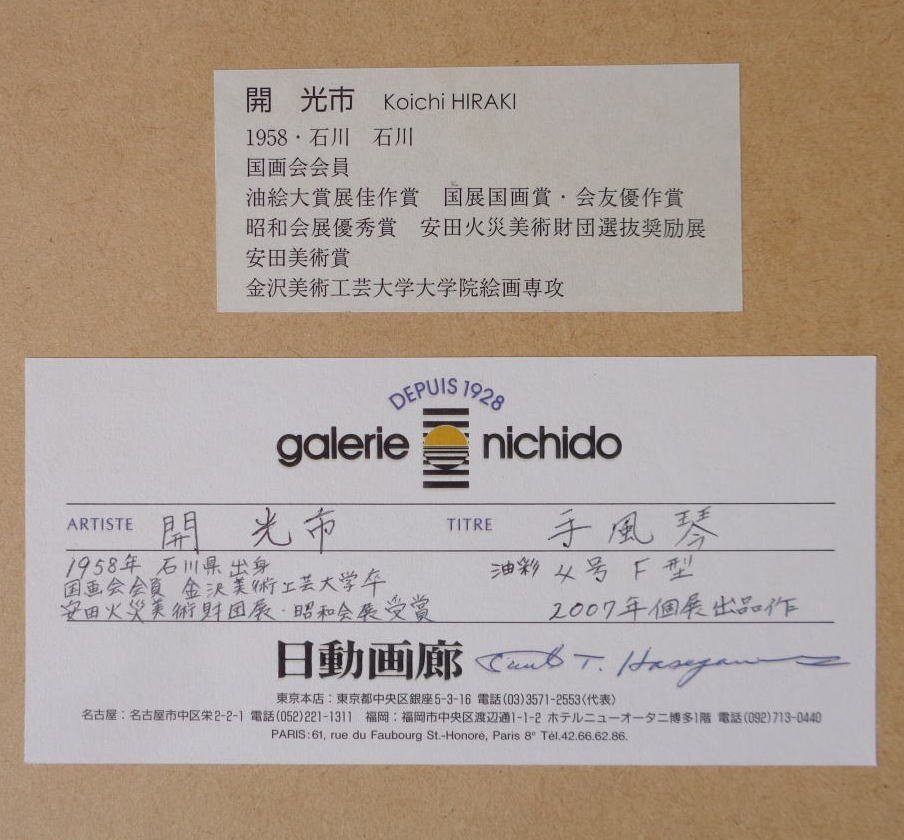 開　光市　Koichi HIRAKI
1958・石川　石川
国画会会員
油絵大賞展佳作賞　国展国画賞・会友優作賞
昭和会展優秀賞　安田火災美術財団選抜奨励展
安田美術賞
金沢美術工芸大学大学院絵画専攻
DEPUIS 1928
galerie nichido
ARTISTE 開 光市 TITRE 手風琴
1958年 石川県出身 油彩 4号 F型
国画会会員 金沢美術工芸大学卒
安田火災美術財団展・昭和会展受賞 2007年個展出品作
日動画廊 T. Hasegawa
東京本店：東京都中央区銀座5-3-16 電話(03)3571-2553〈代表〉
名古屋：名古屋市中区栄2-2-1 電話(052)221-1311 福岡：福岡市中央区渡辺通1-1-2 ホテルニューオータニ博多1階 電話(092)713-0440
PARIS:61, rue du Faubourg St.-Honoré, Paris 8° Tél.42.66.62.86.